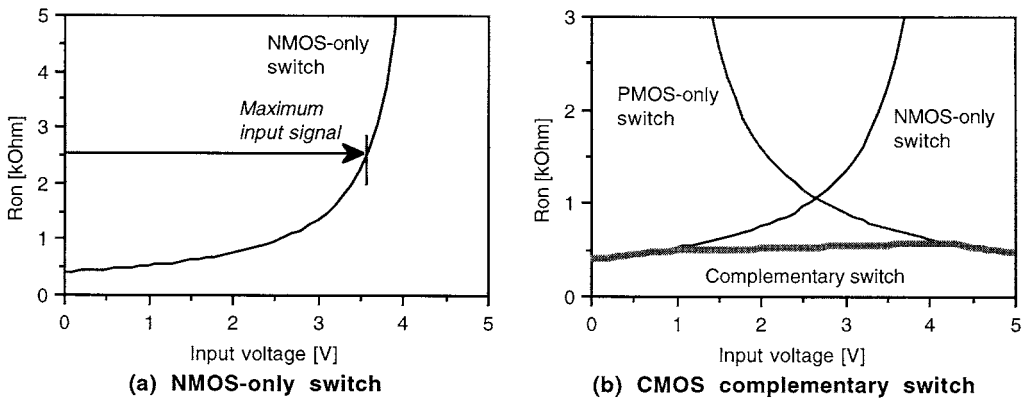 5
4
3
2
1
0
Ron [kOhm]
NMOS-only
switch
Maximum
input signal
0 1 2 3 4 5
Input voltage [V]
(a) NMOS-only switch
3
2
1
0
Ron [kOhm]
PMOS-only
switch
NMOS-only
switch
Complementary switch
0 1 2 3 4 5
Input voltage [V]
(b) CMOS complementary switch